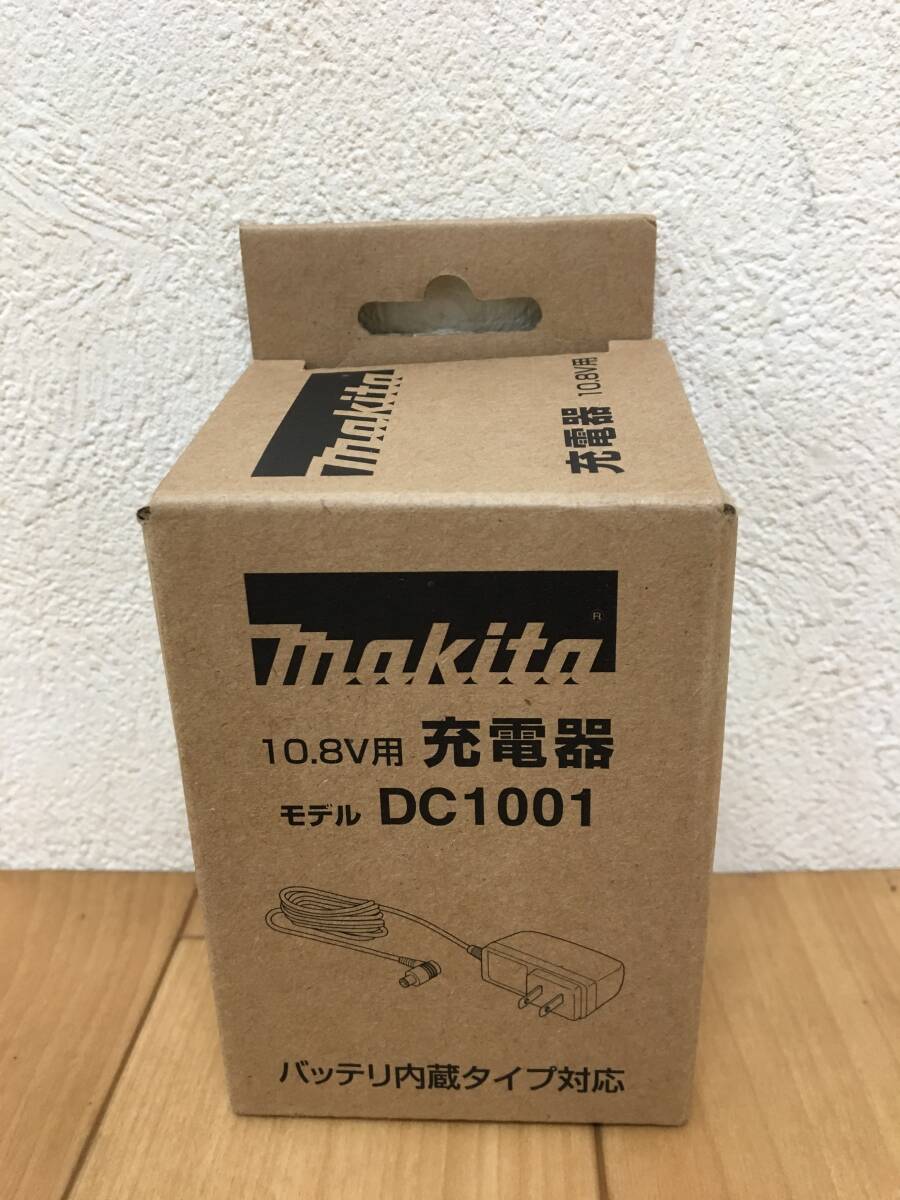 makita
充電器 10.8V用
makita®
10.8V用 充電器
モデル DC1001
バッテリ内蔵タイプ対応